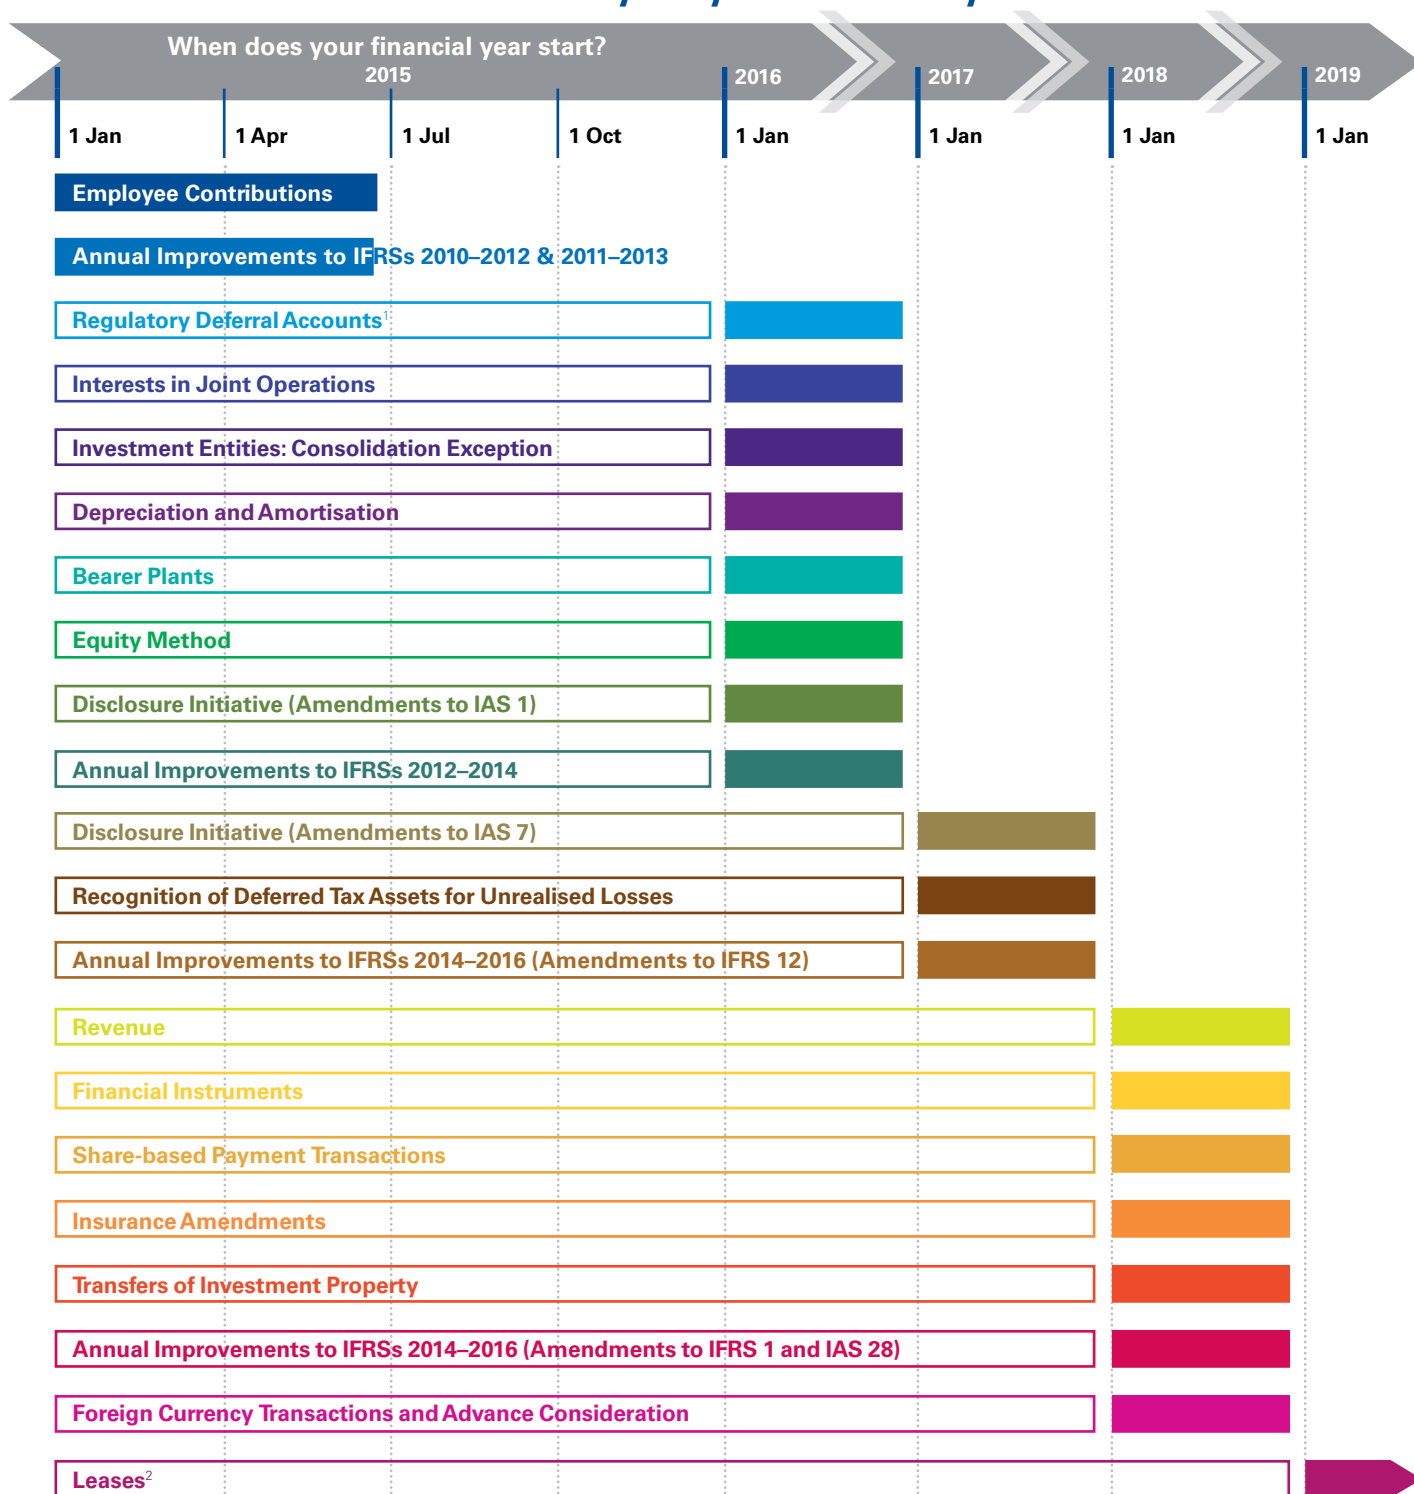 When does your financial year start?
2015 2016 2017 2018 2019
1 Jan 1 Apr 1 Jul 1 Oct 1 Jan 1 Jan 1 Jan 1 Jan
Employee Contributions
Annual Improvements to IFRSs 2010–2012 & 2011–2013
Regulatory Deferral Accounts1
Interests in Joint Operations
Investment Entities: Consolidation Exception
Depreciation and Amortisation
Bearer Plants
Equity Method
Disclosure Initiative (Amendments to IAS 1)
Annual Improvements to IFRSs 2012–2014
Disclosure Initiative (Amendments to IAS 7)
Recognition of Deferred Tax Assets for Unrealised Losses
Annual Improvements to IFRSs 2014–2016 (Amendments to IFRS 12)
Revenue
Financial Instruments
Share-based Payment Transactions
Insurance Amendments
Transfers of Investment Property
Annual Improvements to IFRSs 2014–2016 (Amendments to IFRS 1 and IAS 28)
Foreign Currency Transactions and Advance Consideration
Leases2